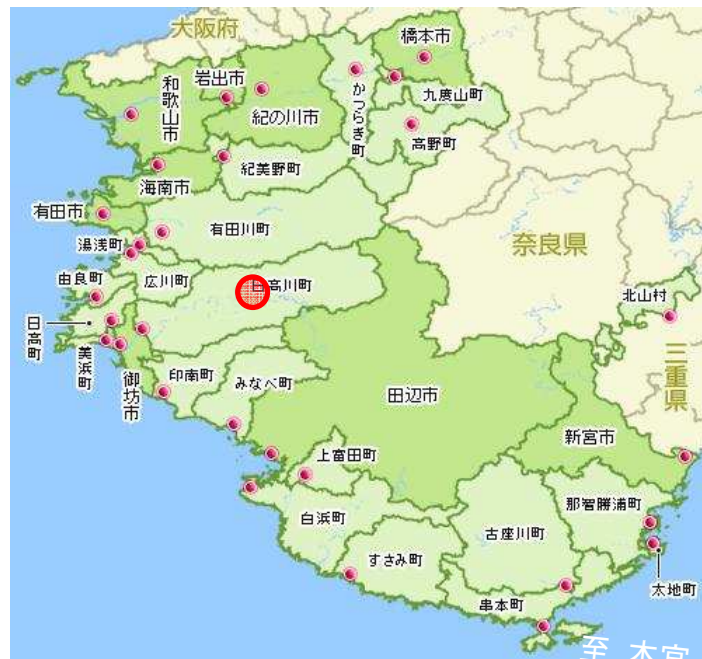 大阪府
橋本市
岩出市
和歌山市
かつらぎ町
九度山町
紀の川市
高野町
紀美野町
海南市
有田市
有田川町
湯浅町
奈良県
由良町
広川町
高川町
北山村
日高町
美浜町
御坊市
印南町
みなべ町
田辺市
三重県
新宮市
上富田町
那智勝浦町
白浜町
古座川町
すさみ町
太地町
串本町
至 本宮